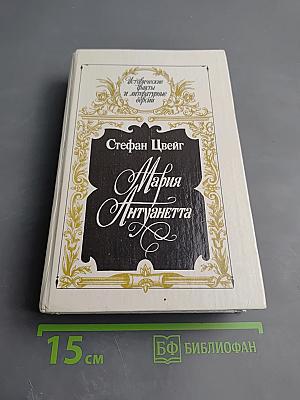 Исторические
факты
и литературные
версии
Стефан Цвейг
Мария
Антуанетта
15 см
БФ БИБЛИОФАН